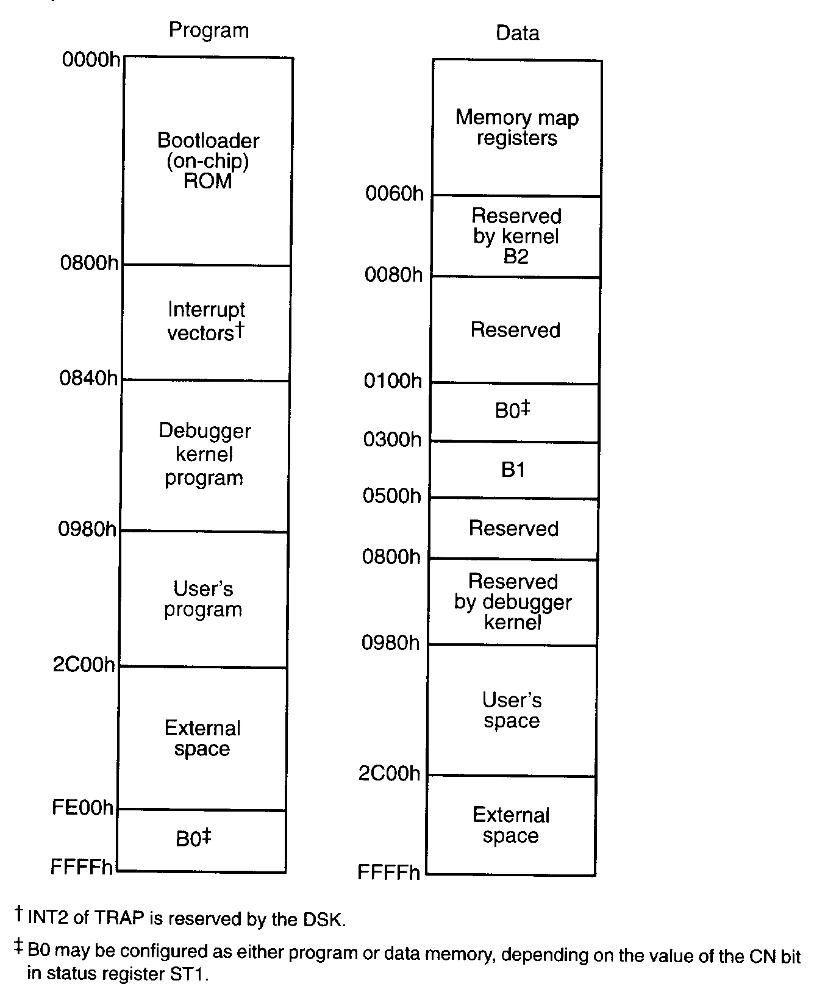 Program
0000h
Bootloader
(on-chip)
ROM
0800h
Interrupt
vectors†
0840h
Debugger
kernel
program
0980h
User's
program
2C00h
External
space
FE00h
B0‡
FFFFh
Data
Memory map
registers
0060h
Reserved
by kernel
B2
0080h
Reserved
0100h
B0‡
0300h
B1
0500h
Reserved
0800h
Reserved
by debugger
kernel
0980h
User's
space
2C00h
External
space
FFFFh
† INT2 of TRAP is reserved by the DSK.
‡ B0 may be configured as either program or data memory, depending on the value of the CN bit
in status register ST1.